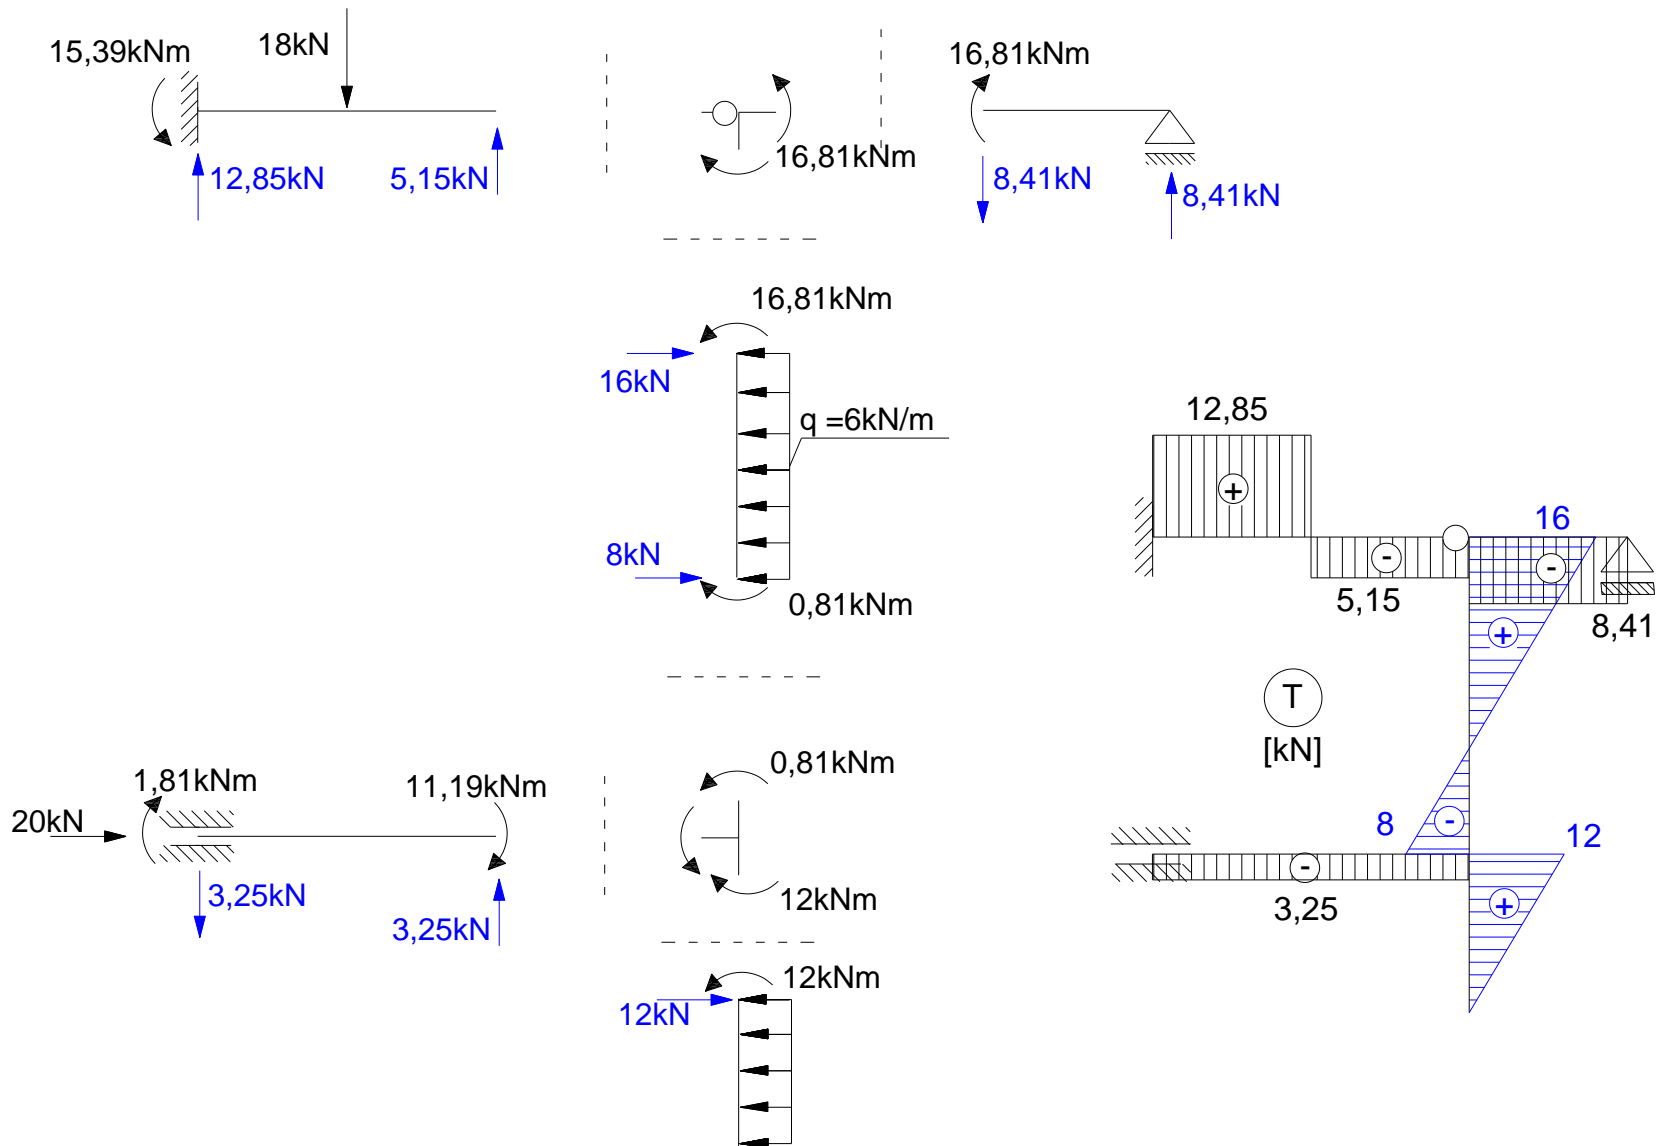 15,39kNm
18kN
12,85kN
5,15kN
16,81kNm
16,81kNm
8,41kN
8,41kN
16,81kNm
16kN
q =6kN/m
8kN
0,81kNm
12,85
+
16
-
-
5,15
8,41
+
T
[kN]
8
-
12
-
3,25
+
20kN
1,81kNm
11,19kNm
3,25kN
3,25kN
0,81kNm
12kNm
12kNm
12kN